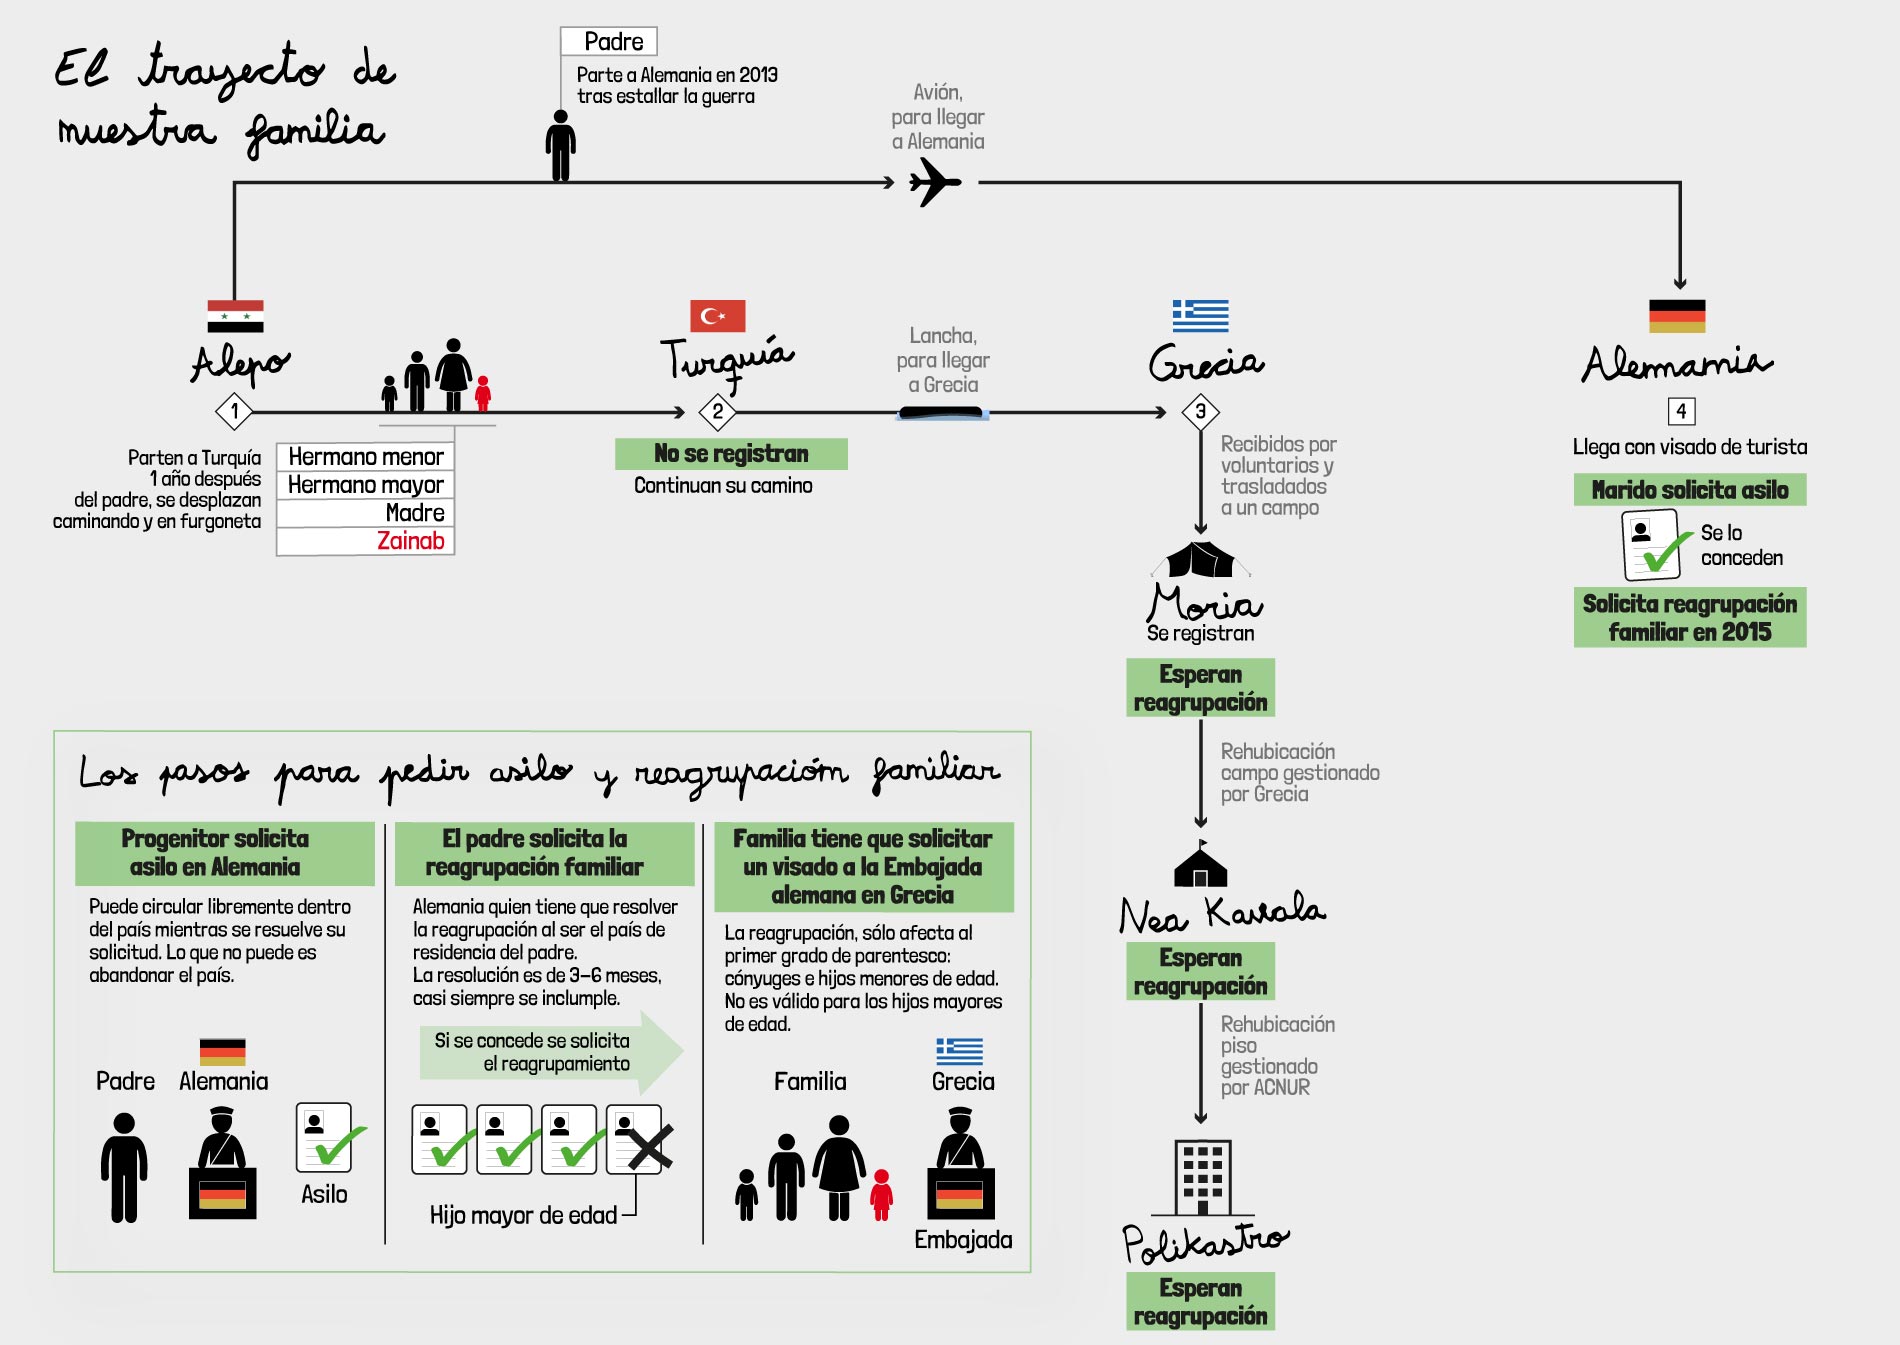 El trayecto de
nuestra familia
Padre
Parte a Alemania en 2013
tras estallar la guerra
Avión,
para llegar
a Alemania
Alepo
1
Parten a Turquía
1 año después
del padre, se desplazan
caminando y en furgoneta
Hermano menor
Hermano mayor
Madre
Zainab
Turquía
2
No se registran
Continuan su camino
Lancha,
para llegar
a Grecia
Grecia
3
Recibidos por
voluntarios y
trasladados
a un campo
Moria
Se registran
Esperan
reagrupación
Rehubicación
campo gestionado
por Grecia
Nea Kavala
Esperan
reagrupación
Rehubicación
piso
gestionado
por ACNUR
Polikastro
Esperan
reagrupación
Alemania
4
Llega con visado de turista
Marido solicita asilo
Se lo
conceden
Solicita reagrupación
familiar en 2015
Los pasos para pedir asilo y reagrupación familiar
Progenitor solicita
asilo en Alemania
Puede circular libremente dentro
del país mientras se resuelve su
solicitud. Lo que no puede es
abandonar el país.
Padre
Alemania
Asilo
El padre solicita la
reagrupación familiar
Alemania quien tiene que resolver
la reagrupación al ser el país de
residencia del padre.
La resolución es de 3-6 meses,
casi siempre se inclumple.
Si se concede se solicita
el reagrupamiento
Hijo mayor de edad
Familia tiene que solicitar
un visado a la Embajada
alemana en Grecia
La reagrupación, sólo afecta al
primer grado de parentesco:
cónyuges e hijos menores de edad.
No es válido para los hijos mayores
de edad.
Familia
Grecia
Embajada